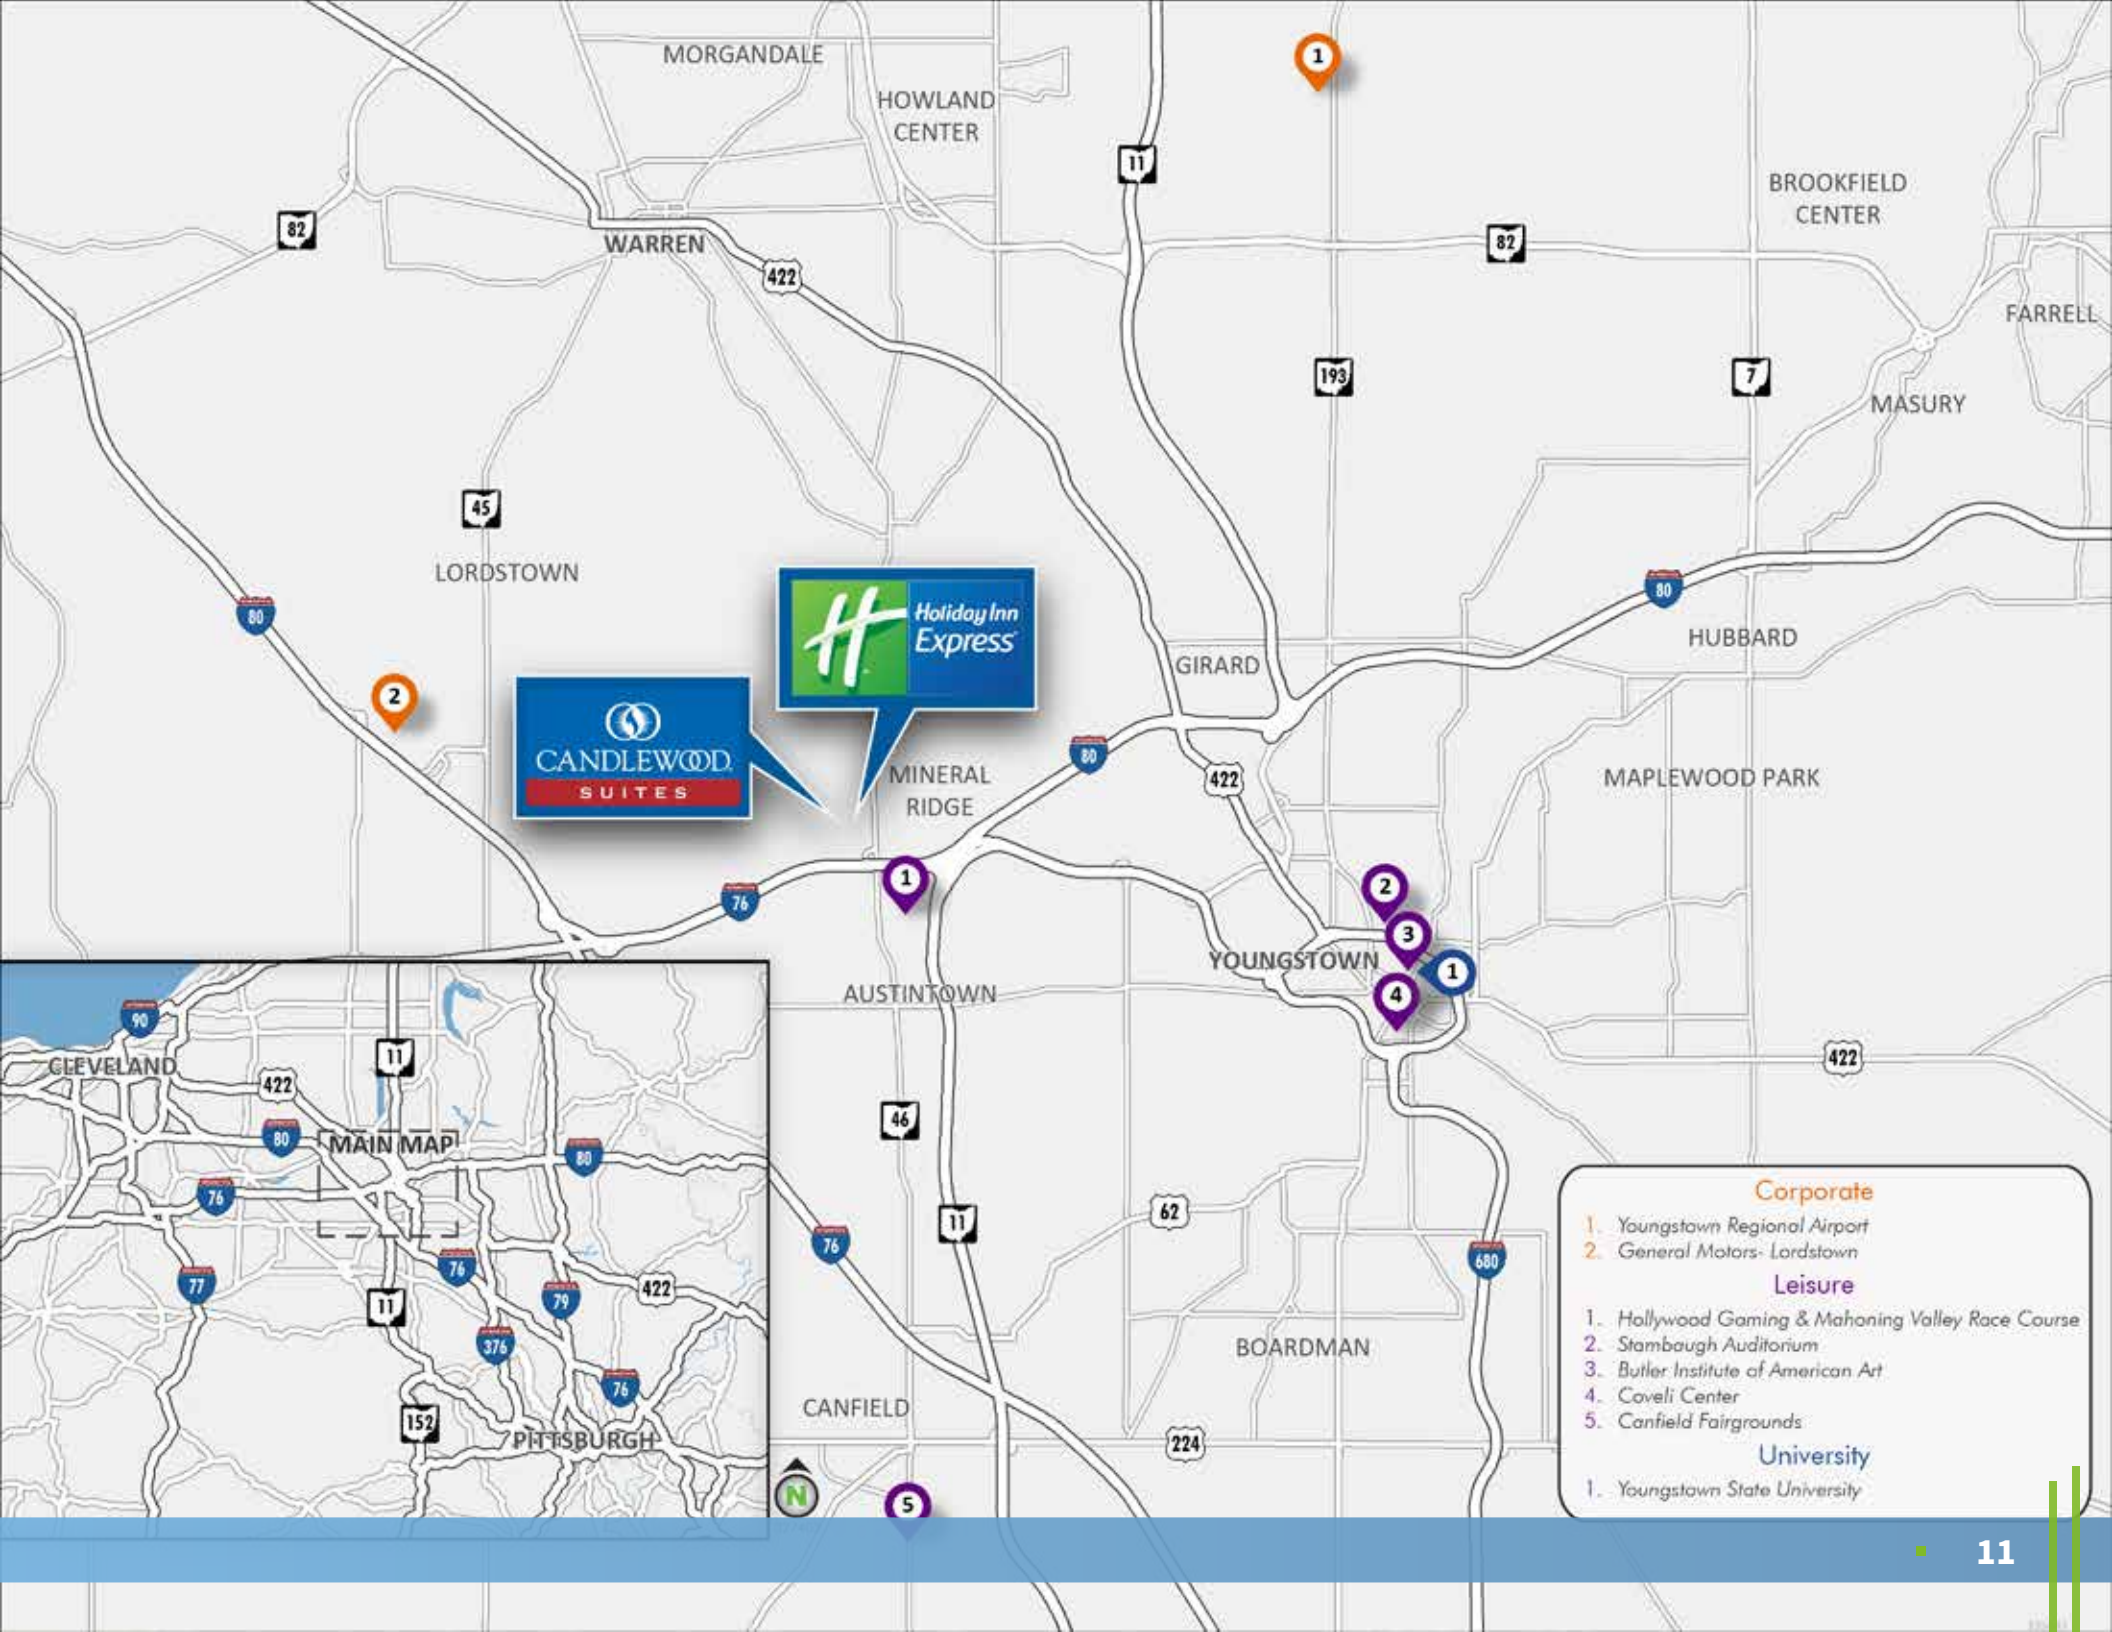 MORGANDALE
1
HOWLAND
CENTER
11
BROOKFIELD
CENTER
82
WARREN
82
422
FARRELL
193
7
MASURY
45
LORDSTOWN
80
80
Holiday Inn
Express
HUBBARD
GIRARD
2
CANDLEWOOD
SUITES
80
MINERAL
RIDGE
422
MAPLEWOOD PARK
1
76
2
3
YOUNGSTOWN
1
4
AUSTINTOWN
90
CLEVELAND
11
422
80
MAIN MAP
80
76
77
76
11
79
422
376
76
152
PITTSBURGH
422
46
62
11
76
680
BOARDMAN
CANFIELD
224
N
5
Corporate
1. Youngstown Regional Airport
2. General Motors- Lordstown
Leisure
1. Hollywood Gaming & Mahoning Valley Race Course
2. Stambaugh Auditorium
3. Butler Institute of American Art
4. Coveli Center
5. Canfield Fairgrounds
University
1. Youngstown State University
11